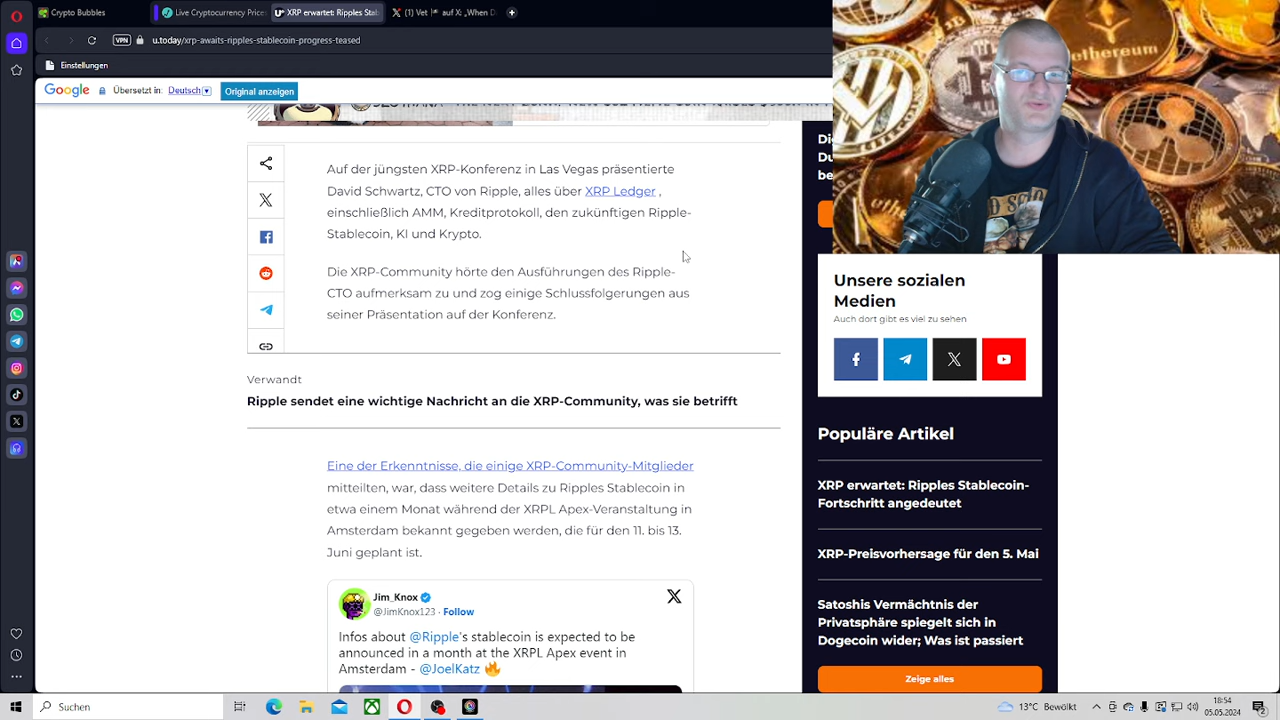 Crypto Bubbles
Live Cryptocurrency Price
XRP erwartet Ripples Stab
(1) Vet
auf X: „When D
VPN
u.today/xrp-awaits-ripples-stablecoin-progress-teased
Einstellungen
Google
Übersetzt in: Deutsch
Original anzeigen
Auf der jüngsten XRP-Konferenz in Las Vegas präsentierte
David Schwartz, CTO von Ripple, alles über XRP Ledger ,
einschließlich AMM, Kreditprotokoll, den zukünftigen Ripple-
Stablecoin, KI und Krypto.
Die XRP-Community hörte den Ausführungen des Ripple-
CTO aufmerksam zu und zog einige Schlussfolgerungen aus
seiner Präsentation auf der Konferenz.
Verwandt
Ripple sendet eine wichtige Nachricht an die XRP-Community, was sie betrifft
Eine der Erkenntnisse, die einige XRP-Community-Mitglieder
mitteilten, war, dass weitere Details zu Ripples Stablecoin in
etwa einem Monat während der XRPL Apex-Veranstaltung in
Amsterdam bekannt gegeben werden, die für den 11. bis 13.
Juni geplant ist.
Jim_Knox
@JimKnox123 · Follow
Infos about @Ripple's stablecoin is expected to be
announced in a month at the XRPL Apex event in
Amsterdam - @JoelKatz 🔥
ethereum
Unsere sozialen
Medien
Auch dort gibt es viel zu sehen
Populäre Artikel
XRP erwartet: Ripples Stablecoin-
Fortschritt angedeutet
XRP-Preisvorhersage für den 5. Mai
Satoshis Vermächtnis der
Privatsphäre spiegelt sich in
Dogecoin wider; Was ist passiert
Zeige alles
Suchen
13°C Bewölkt
18:54
05.05.2024